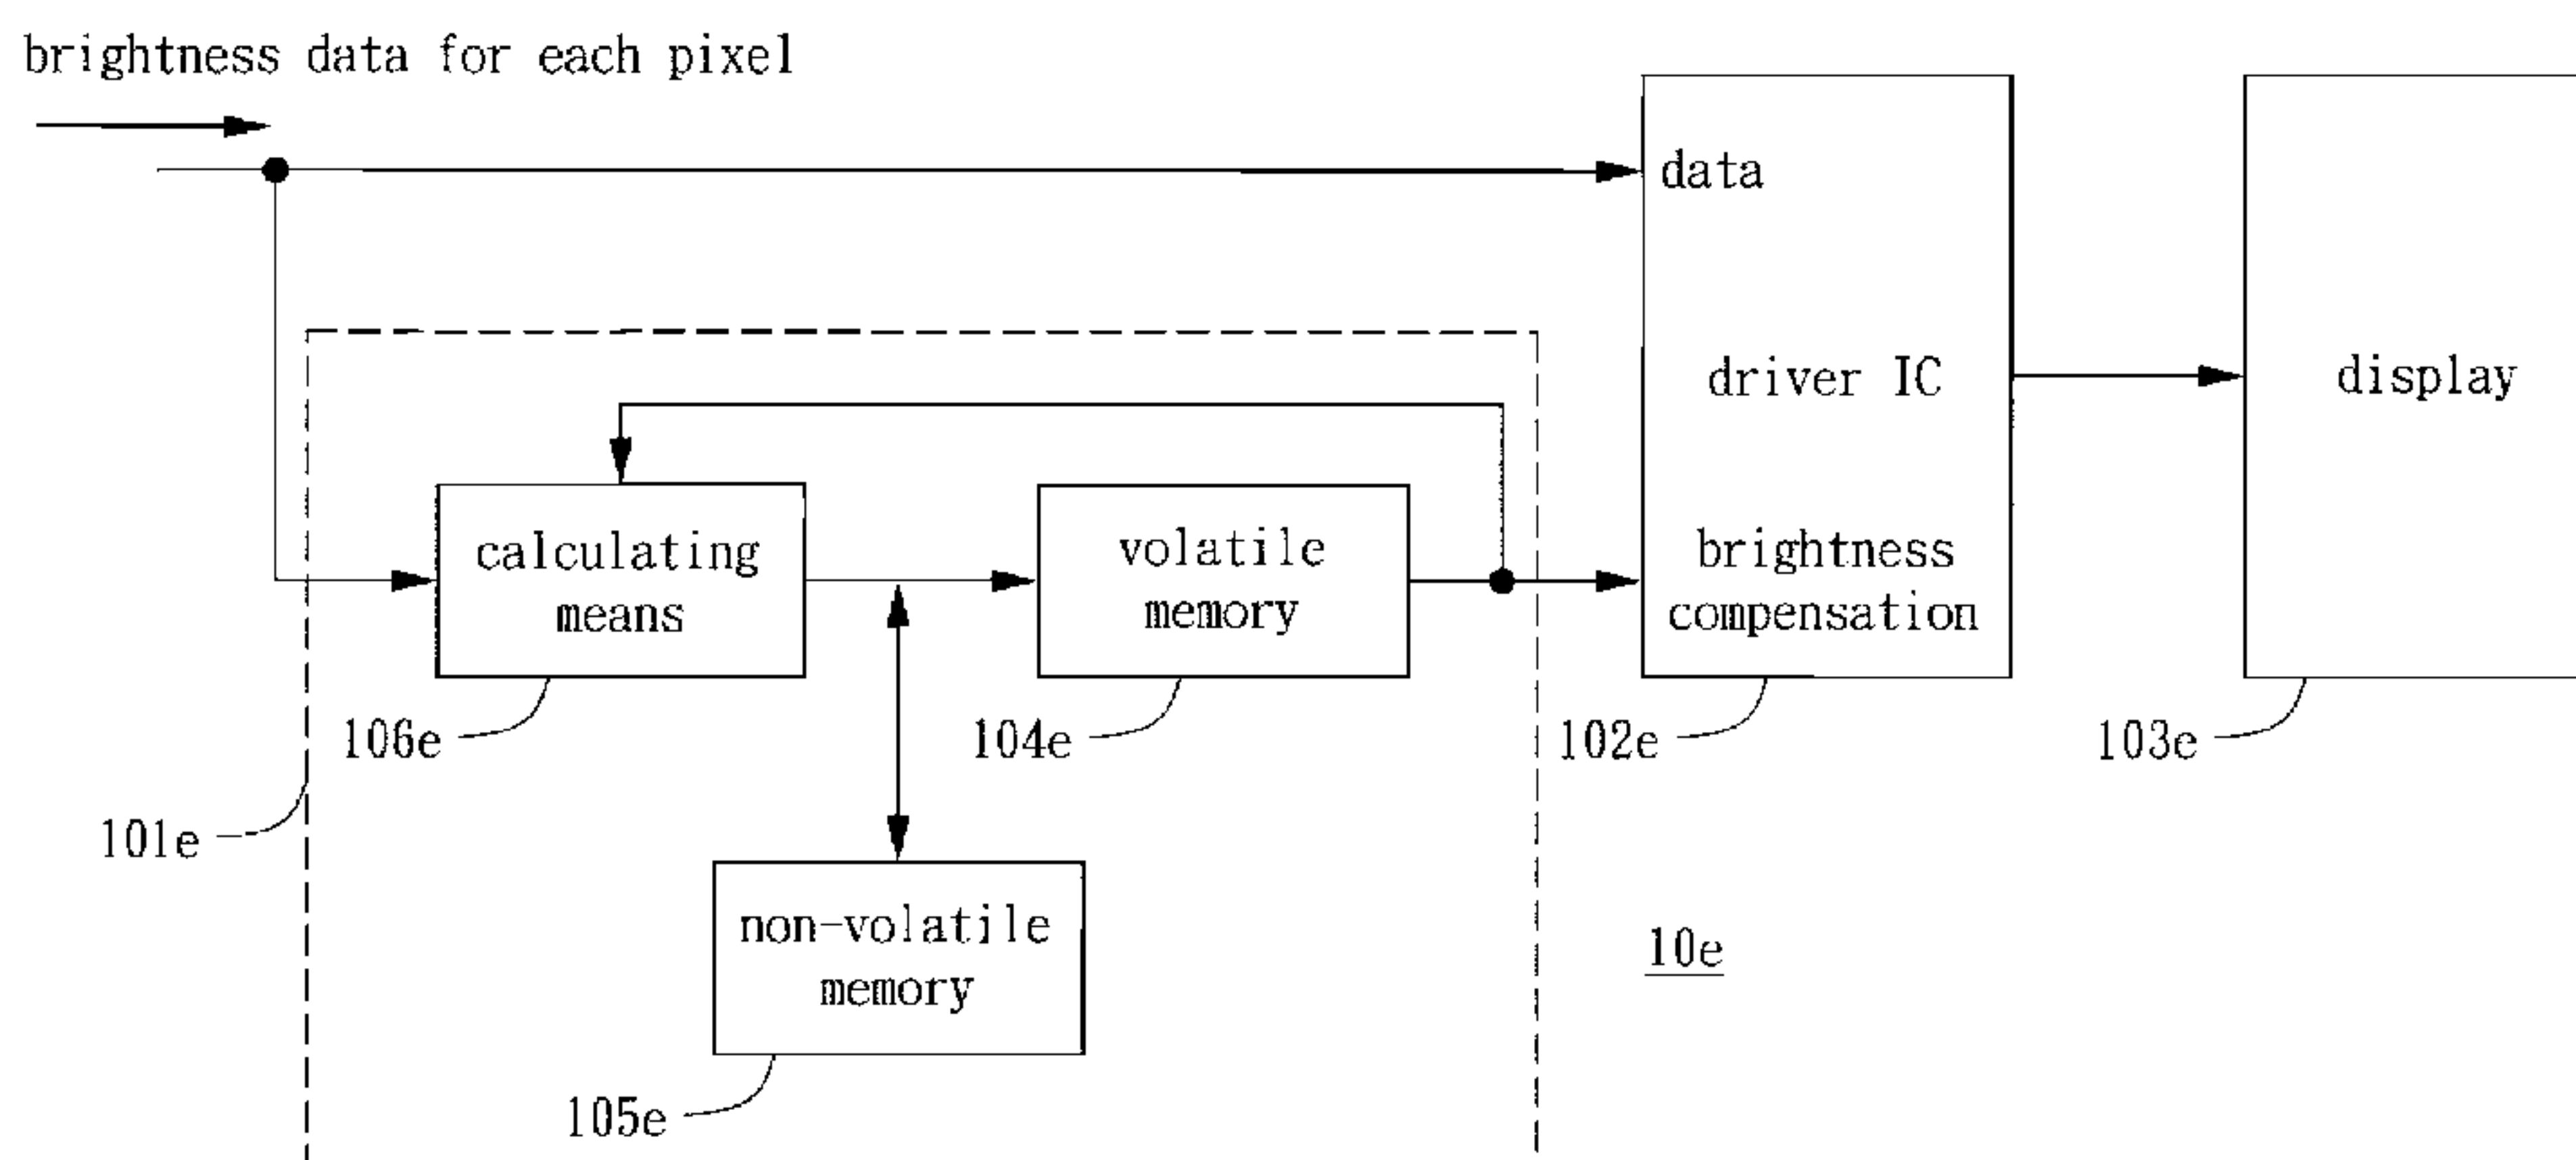 brightness data for each pixel
data
driver IC
display
calculating
means
volatile
memory
brightness
compensation
106e
104e
102e
103e
101e
non-volatile
memory
10e
105e